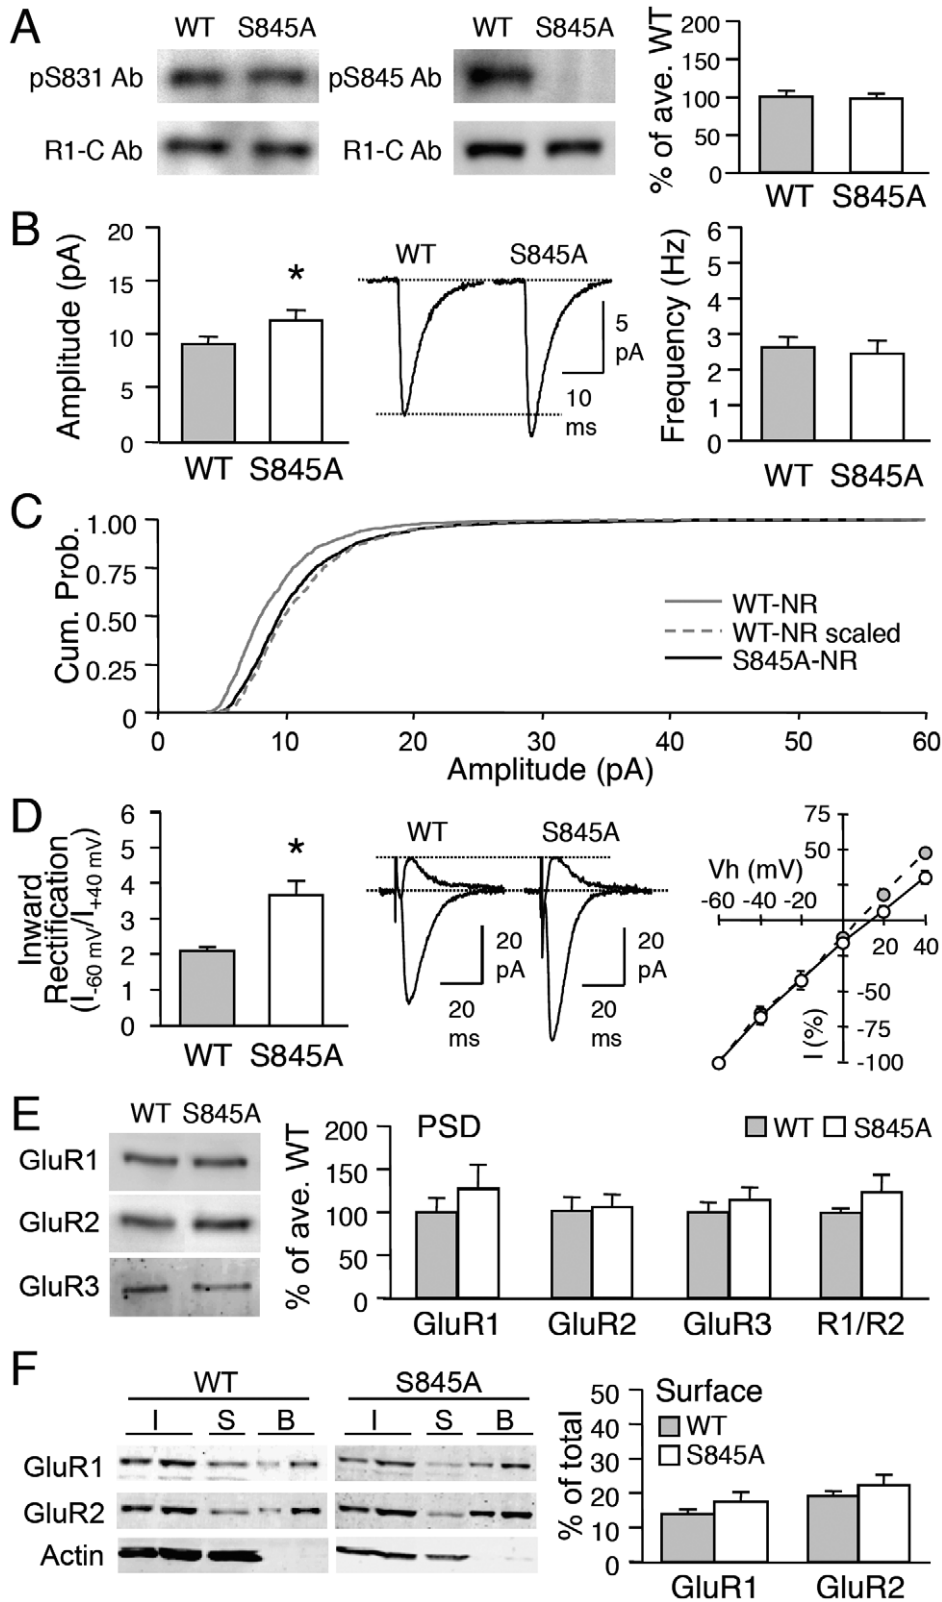 A
WT S845A
WT S845A
pS831 Ab
pS845 Ab
R1-C Ab
R1-C Ab
% of ave. WT
200
150
100
50
0
WT S845A
B
Amplitude (pA)
20
15
10
5
0
*
WT S845A
WT S845A
5
pA
10
ms
Frequency (Hz)
6
5
4
3
2
1
0
WT S845A
C
Cum. Prob.
1.00
0.75
0.50
0.25
0
WT-NR
WT-NR scaled
S845A-NR
0 10 20 30 40 50 60
Amplitude (pA)
D
Inward
Rectification
(I-60 mV/I+40 mV)
6
5
4
3
2
1
0
*
WT S845A
WT S845A
20
pA
20
ms
20
pA
20
ms
75
50
Vh (mV)
-60 -40 -20
20 40
-50
-75
-100
I (%)
E
WT S845A
GluR1
GluR2
GluR3
% of ave. WT
200
150
100
50
0
PSD
WT S845A
GluR1 GluR2 GluR3 R1/R2
F
WT S845A
I S B I S B
GluR1
GluR2
Actin
% of total
50
40
30
20
10
0
Surface
WT
S845A
GluR1 GluR2